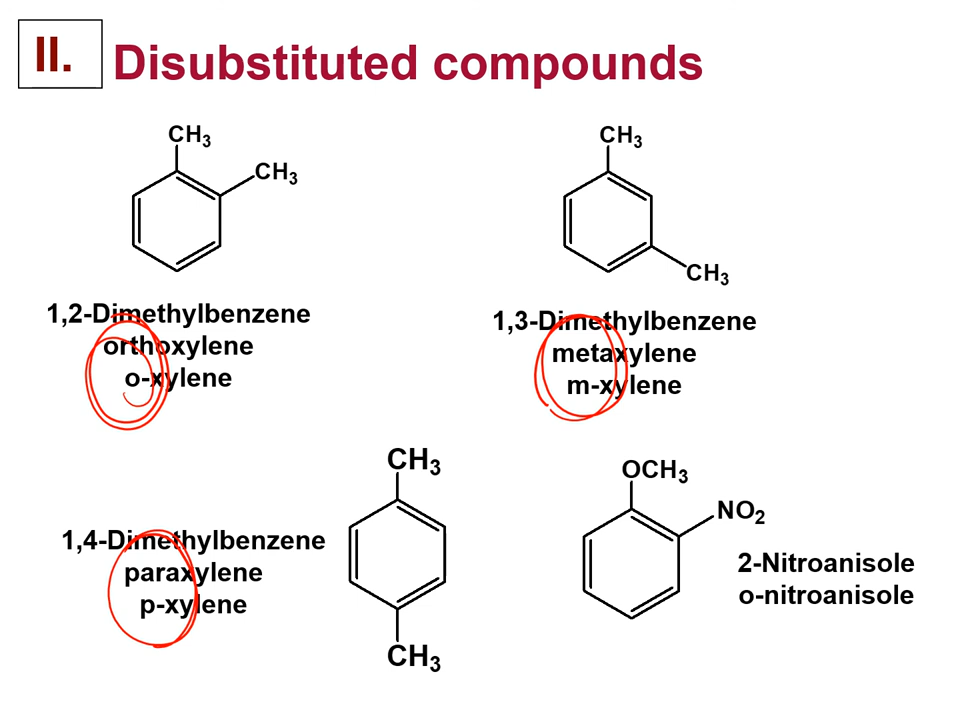 II. Disubstituted compounds
CH3
CH3
1,2-Dimethylbenzene
orthoxylene
o-xylene
CH3
CH3
1,3-Dimethylbenzene
metaxylene
m-xylene
1,4-Dimethylbenzene
paraxylene
p-xylene
CH3
CH3
OCH3
NO2
2-Nitroanisole
o-nitroanisole